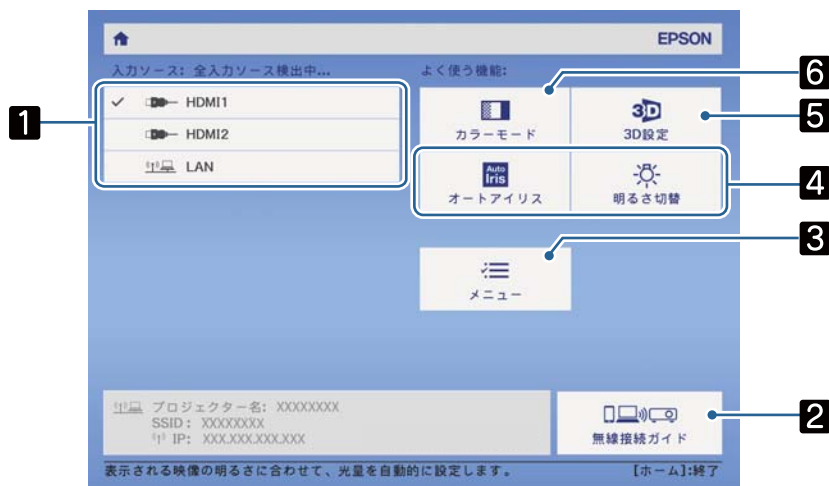 EPSON
入力ソース: 全入力ソース検出中...
よく使う機能:
6
1
✓ HDMI1
HDMI2
LAN
カラーモード
3D
3D設定
5
Auto Iris
オートアイリス
明るさ切替
4
3
メニュー
プロジェクター名: XXXXXXXX
SSID: XXXXXXXX
IP: XXX.XXX.XXX.XXX
無線接続ガイド
2
表示される映像の明るさに合わせて、光量を自動的に設定します。
[ホーム]:終了